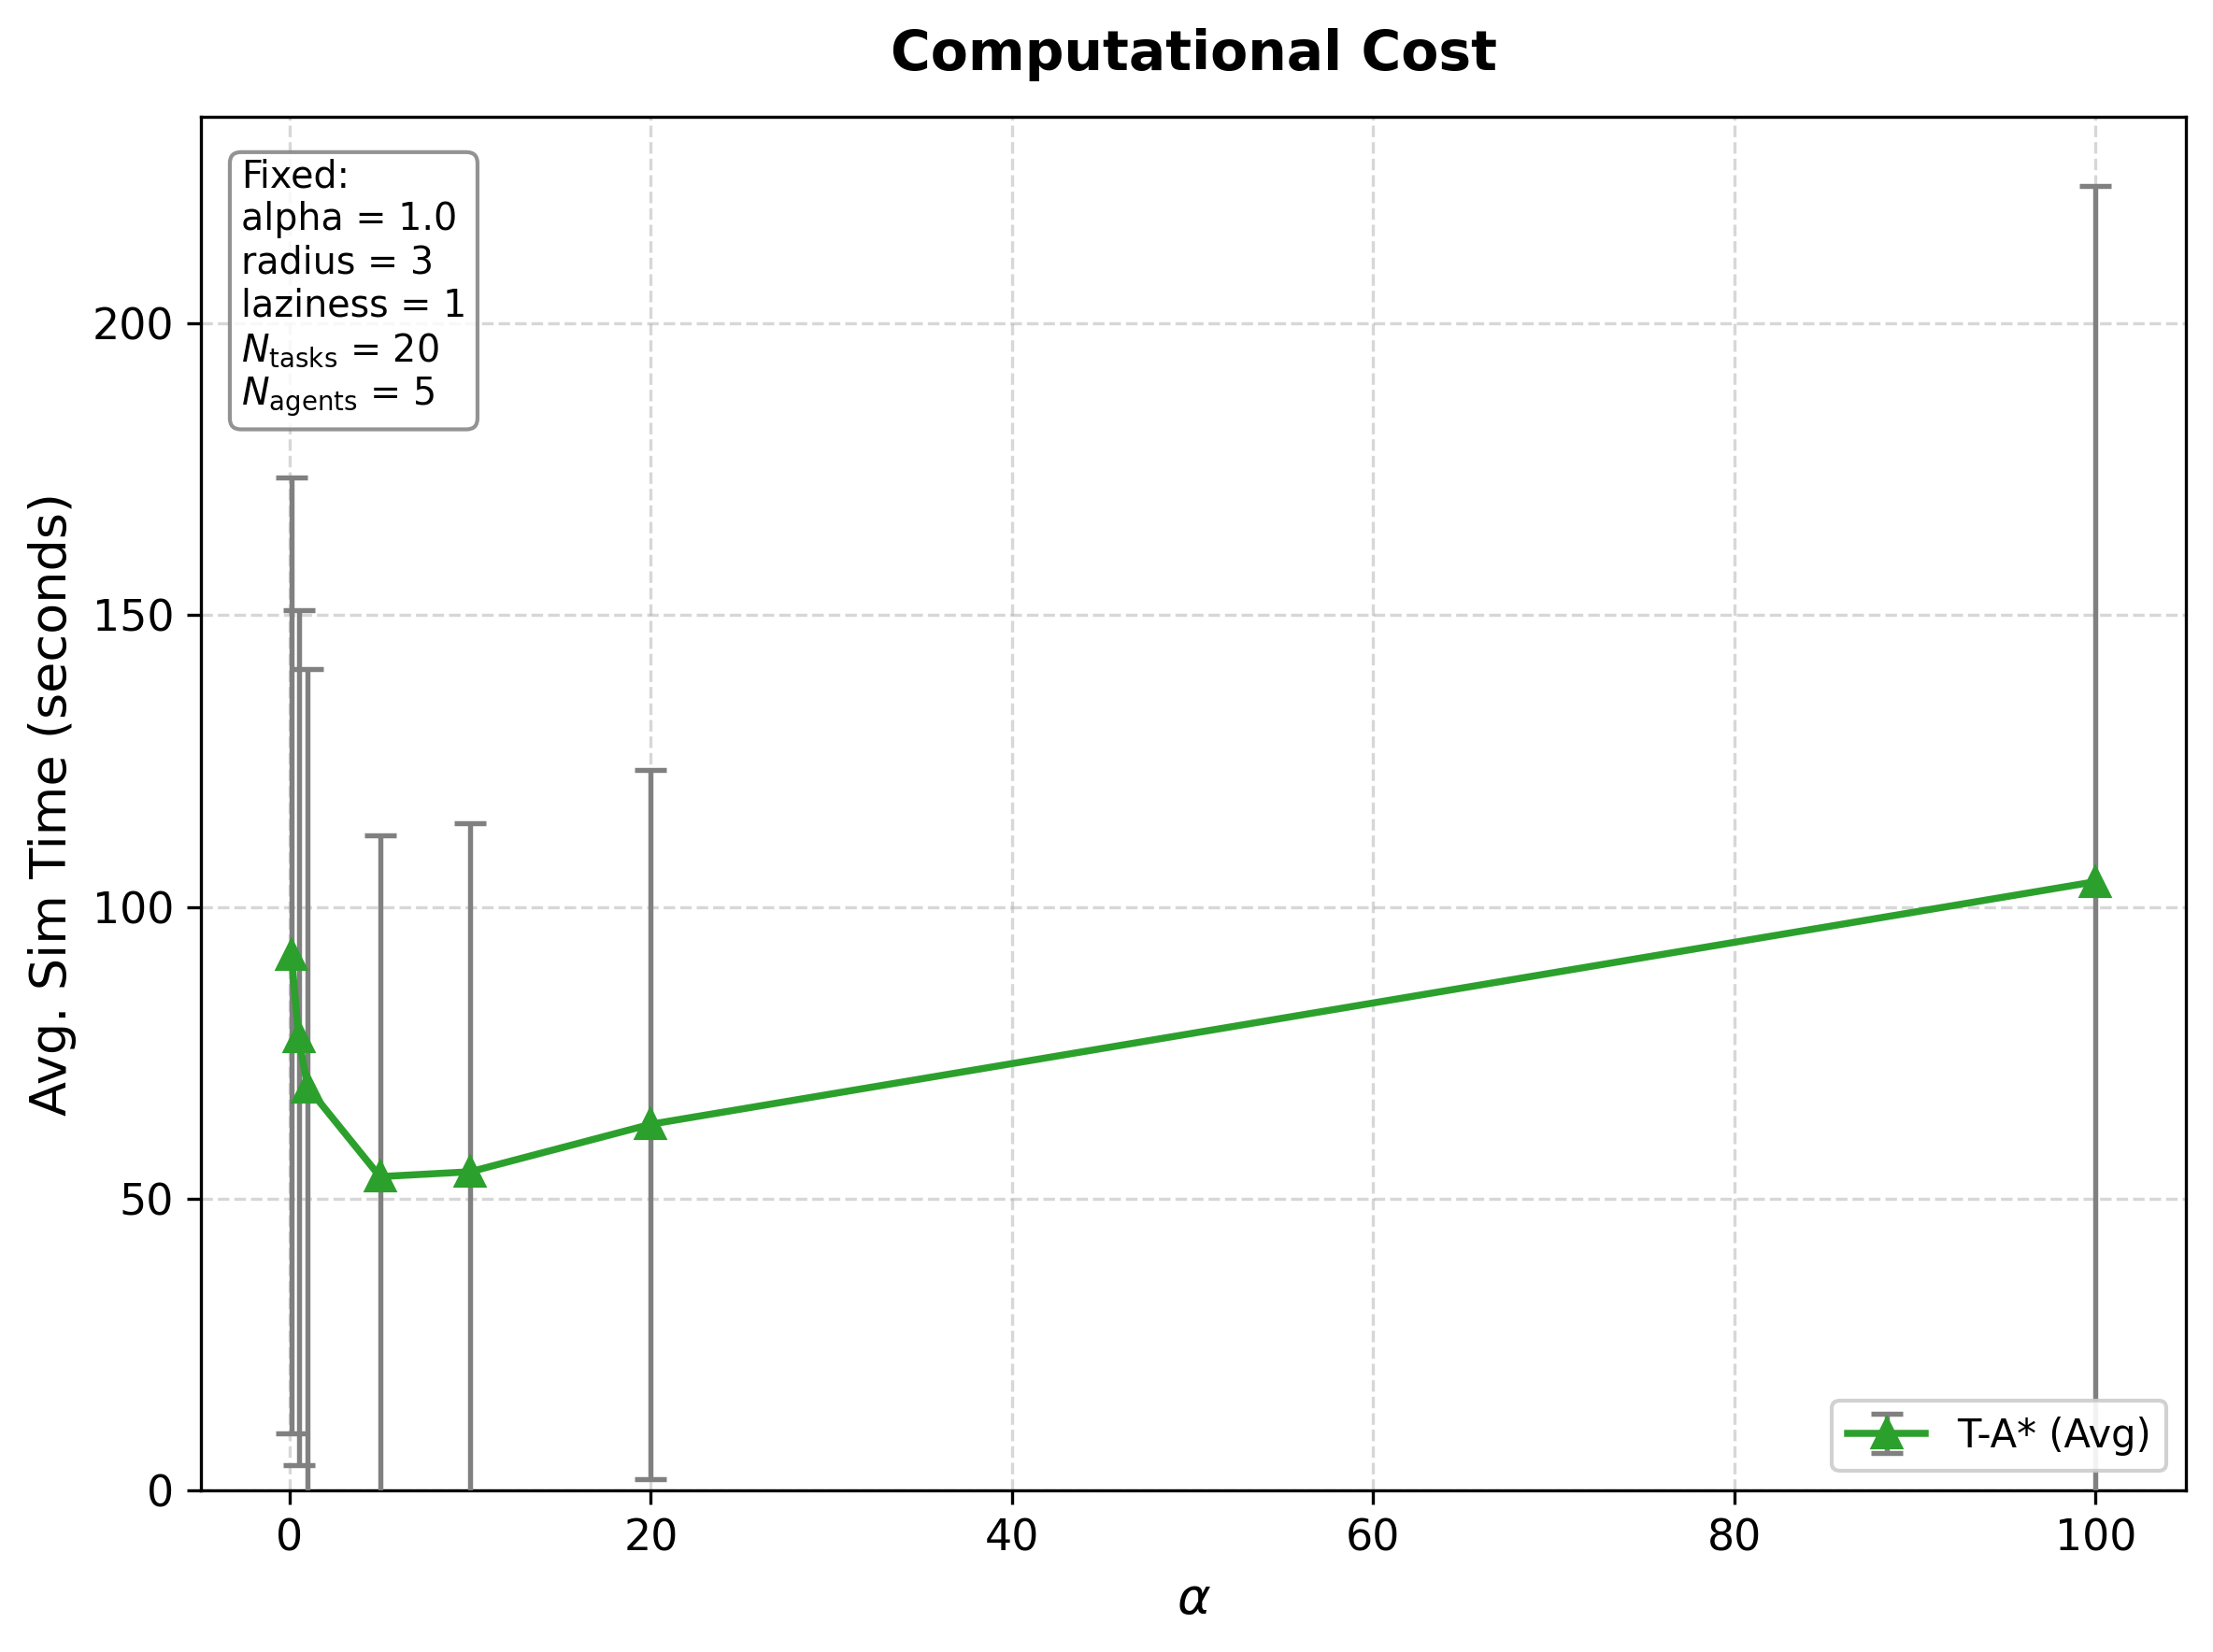 Computational Cost
Fixed:
alpha = 1.0
radius = 3
laziness = 1
N_tasks = 20
N_agents = 5
Avg. Sim Time (seconds)
200
150
100
50
0
0 20 40 60 80 100
α
T-A* (Avg)